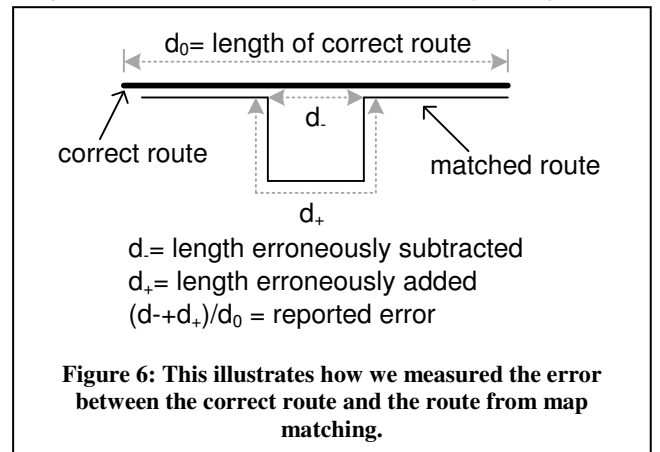 d₀= length of correct route
d₋
correct route
matched route
d₊
d₋= length erroneously subtracted
d₊= length erroneously added
(d-+d₊)/d₀ = reported error
Figure 6: This illustrates how we measured the error
between the correct route and the route from map
matching.